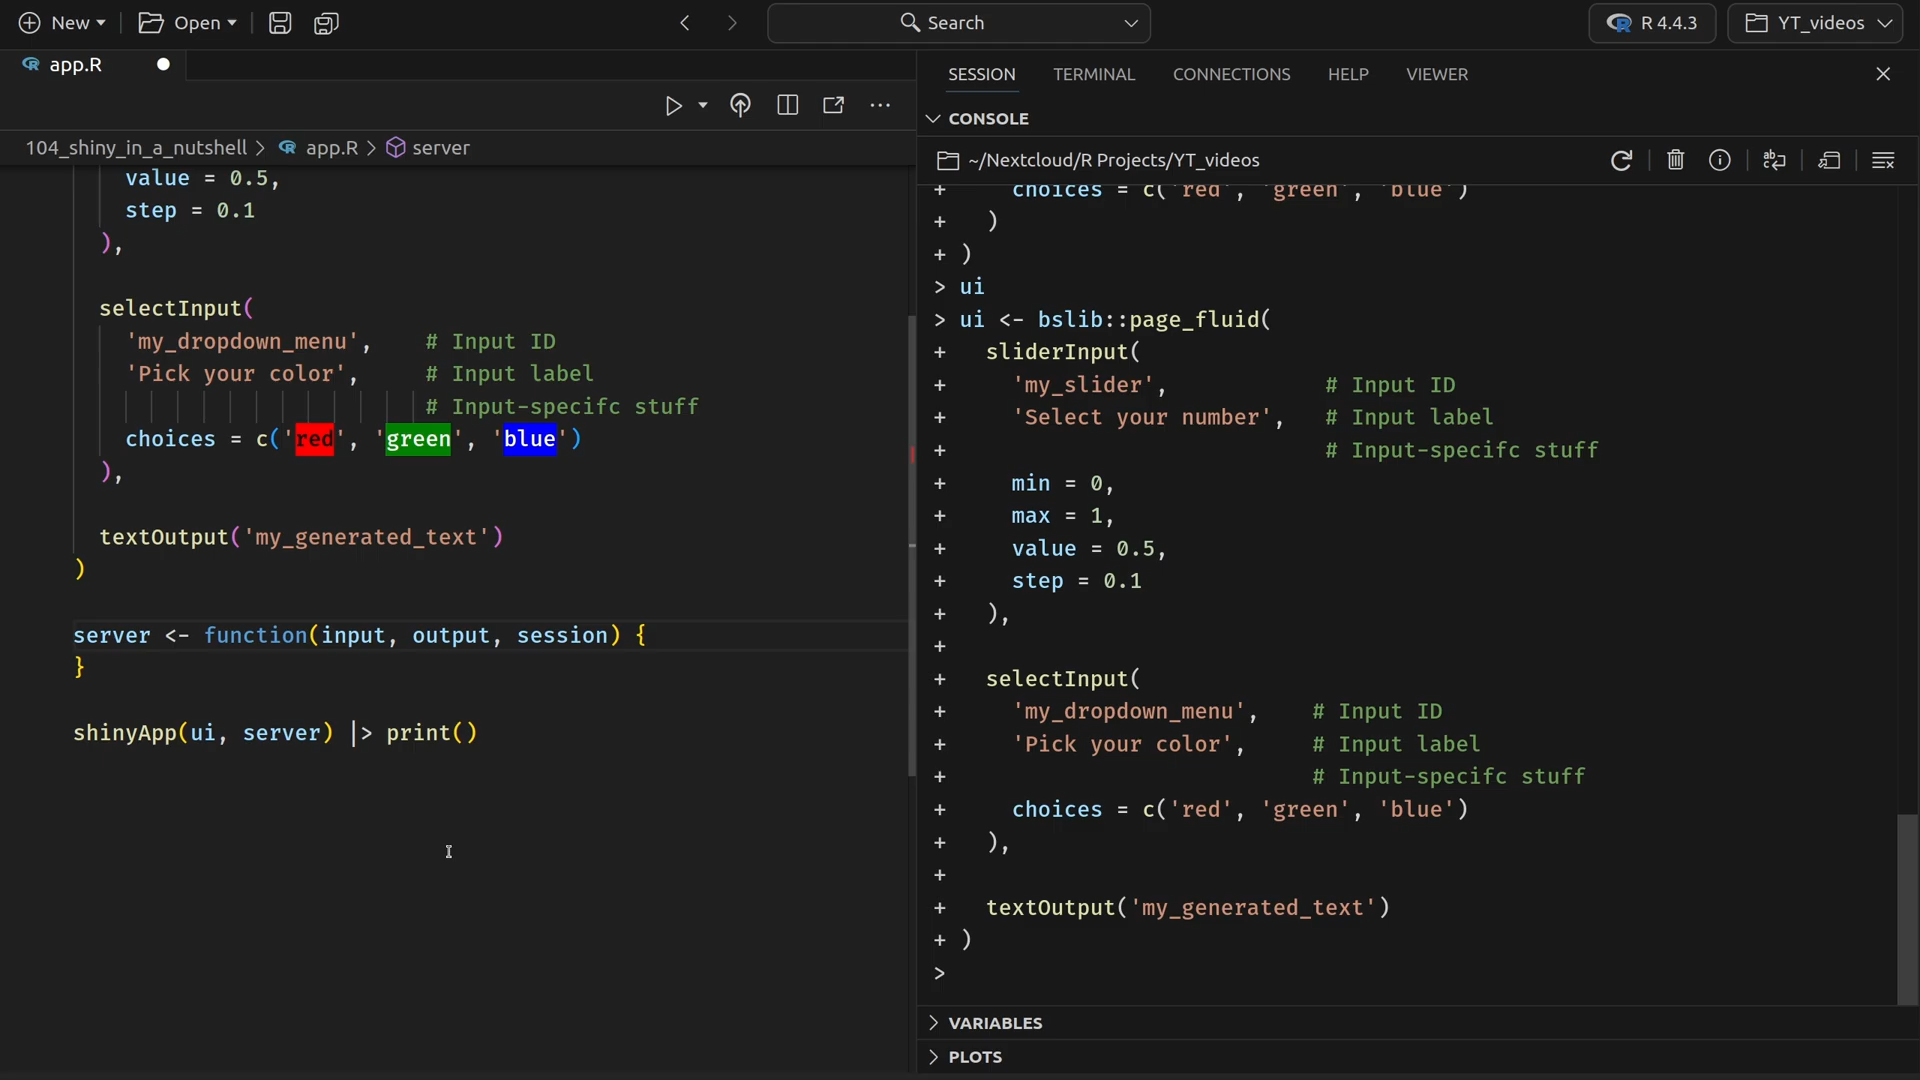 New Open Search R 4.4.3 YT_videos
app.R
104_shiny_in_a_nutshell > app.R > server
value = 0.5,
step = 0.1
),
selectInput(
'my_dropdown_menu', # Input ID
'Pick your color', # Input label
# Input-specifc stuff
choices = c('red', 'green', 'blue')
),
textOutput('my_generated_text')
)
server <- function(input, output, session) {
}
shinyApp(ui, server) |> print()
SESSION TERMINAL CONNECTIONS HELP VIEWER
CONSOLE
~/Nextcloud/R Projects/YT_videos
+ choices = c('red', 'green', 'blue')
+ )
+ )
> ui
> ui <- bslib::page_fluid(
+ sliderInput(
+ 'my_slider', # Input ID
+ 'Select your number', # Input label
+ # Input-specifc stuff
+ min = 0,
+ max = 1,
+ value = 0.5,
+ step = 0.1
+ ),
+
+ selectInput(
+ 'my_dropdown_menu', # Input ID
+ 'Pick your color', # Input label
+ # Input-specifc stuff
+ choices = c('red', 'green', 'blue')
+ ),
+
+ textOutput('my_generated_text')
+ )
>
VARIABLES
PLOTS